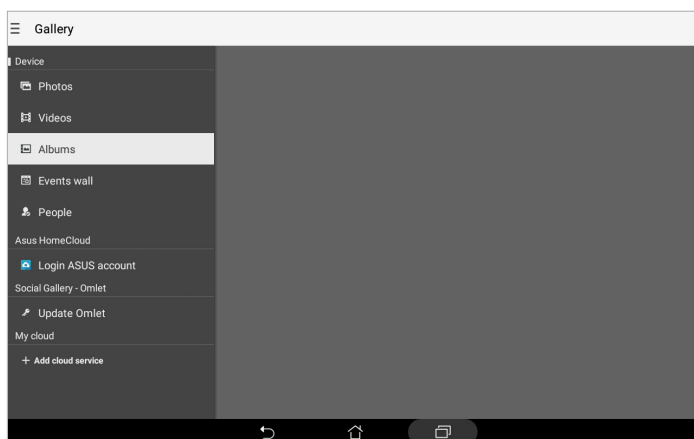 Gallery
Device
Photos
Videos
Albums
Events wall
People
Asus HomeCloud
Login ASUS account
Social Gallery - Omlet
Update Omlet
My cloud
+ Add cloud service